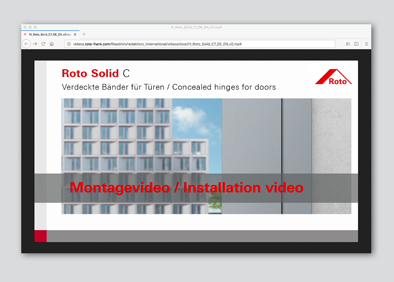 Roto Solid C
Verdeckte Bänder für Türen / Concealed hinges for doors
Roto
Montagevideo / Installation video